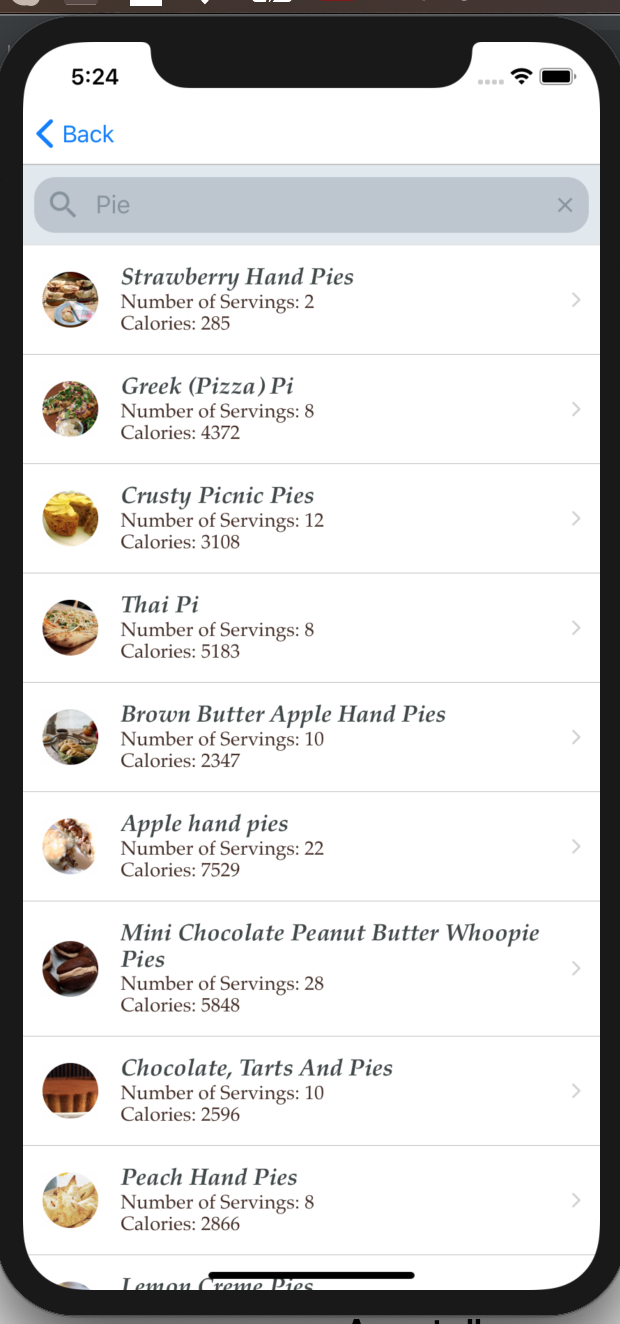 5:24
Back
Pie
Strawberry Hand Pies
Number of Servings: 2
Calories: 285
Greek (Pizza) Pi
Number of Servings: 8
Calories: 4372
Crusty Picnic Pies
Number of Servings: 12
Calories: 3108
Thai Pi
Number of Servings: 8
Calories: 5183
Brown Butter Apple Hand Pies
Number of Servings: 10
Calories: 2347
Apple hand pies
Number of Servings: 22
Calories: 7529
Mini Chocolate Peanut Butter Whoopie
Pies
Number of Servings: 28
Calories: 5848
Chocolate, Tarts And Pies
Number of Servings: 10
Calories: 2596
Peach Hand Pies
Number of Servings: 8
Calories: 2866
Lemon Creme Pies